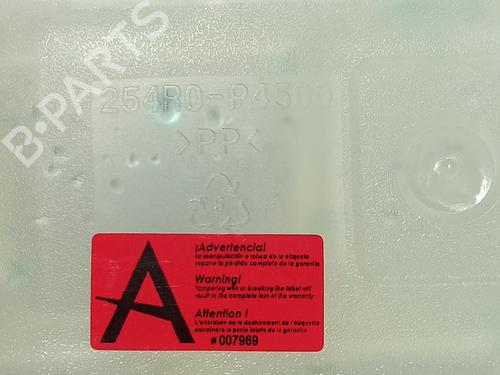 B-PARTS
254R0-P4500
>PP<
5
A
¡Advertencia!
La manipulación o rotura de la etiqueta
supone la pérdida completa de la garantía
Warning!
Tampering with or breaking the label will
result in the complete loss of the warranty
Attention !
L'altération ou le déchirement de l'étiquette
entraînera la perte totale de la garantie
#007969